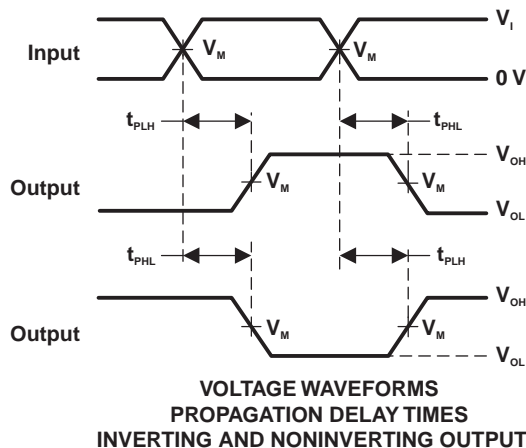 V_I
Input
V_M
V_M
0 V
t_PLH
t_PHL
V_OH
Output
V_M
V_M
V_OL
t_PHL
t_PLH
V_OH
Output
V_M
V_M
V_OL
VOLTAGE WAVEFORMS
PROPAGATION DELAY TIMES
INVERTING AND NONINVERTING OUTPUT